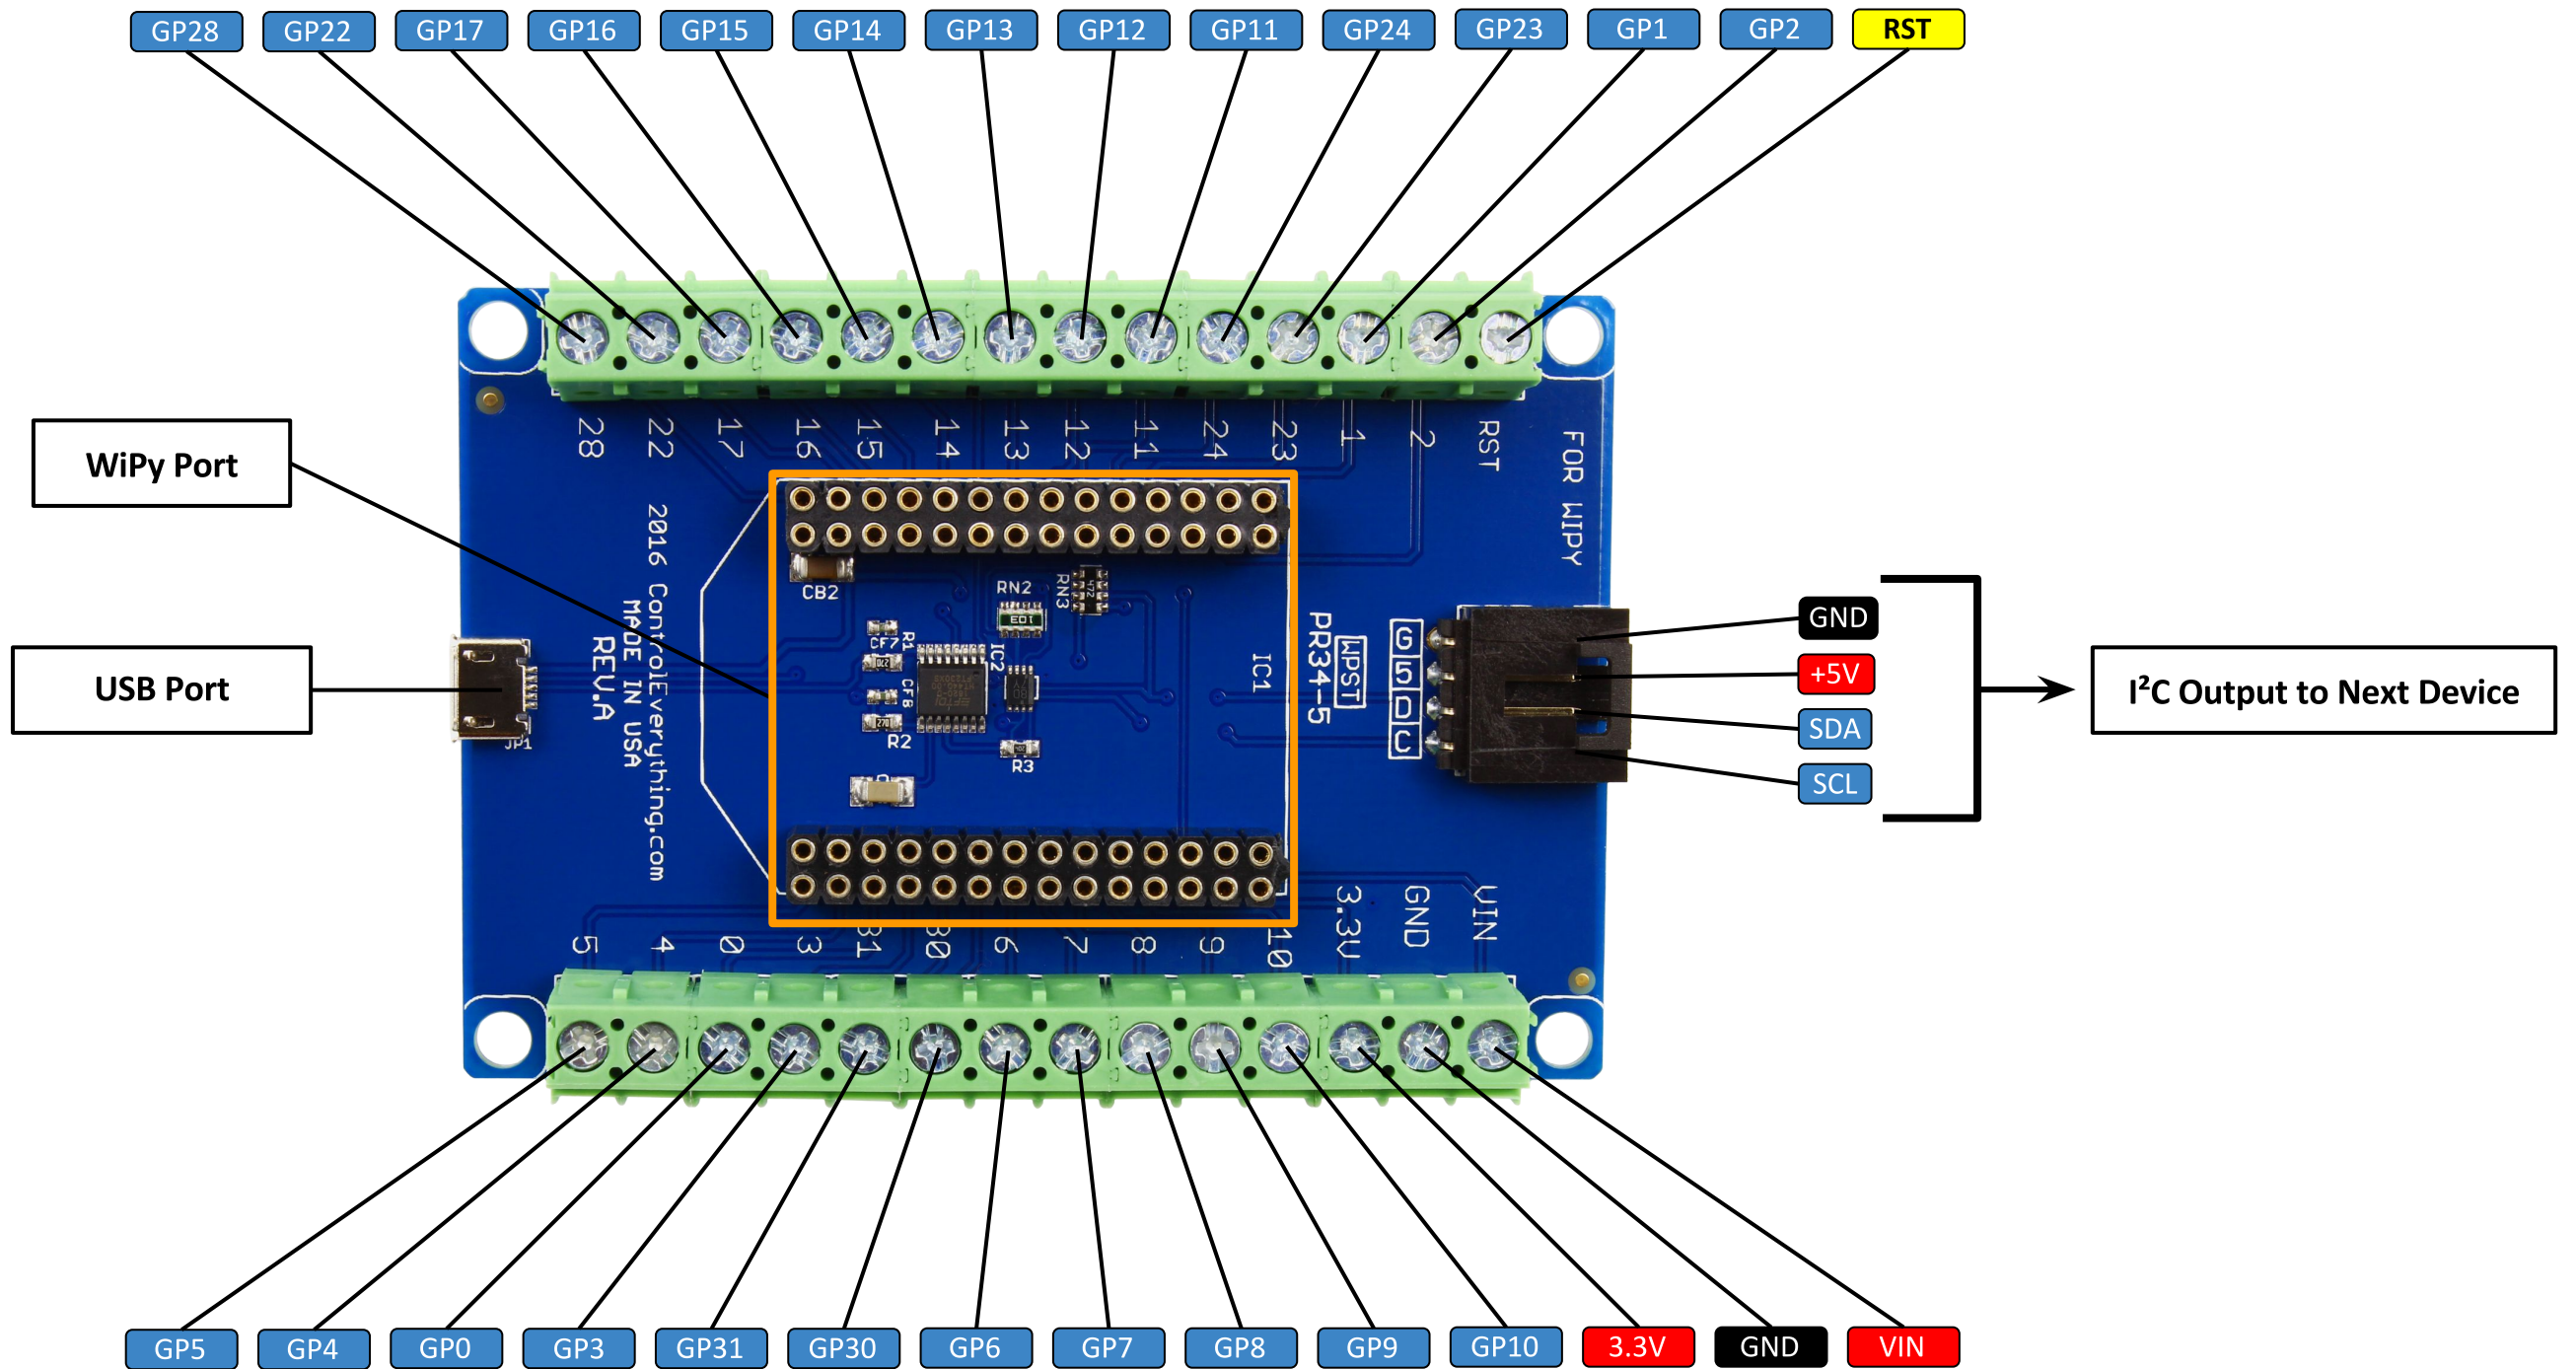 GP28 GP22 GP17 GP16 GP15 GP14 GP13 GP12 GP11 GP24 GP23 GP1 GP2 RST
28 22 17 16 15 14 13 12 11 24 23 1 2 RST
FOR WIPY
WiPy Port
USB Port
2016 ControlEverything.com
MADE IN USA
REV.A
JP1
CB2
RN2
RN3
CF7
R1
IC2
CF8
R2
R3
IC1
PR34-5
WPST
G
5
D
C
GND
+5V
SDA
SCL
I²C Output to Next Device
5 4 0 3 31 30 6 7 8 9 10 3.3V GND VIN
GP5 GP4 GP0 GP3 GP31 GP30 GP6 GP7 GP8 GP9 GP10 3.3V GND VIN